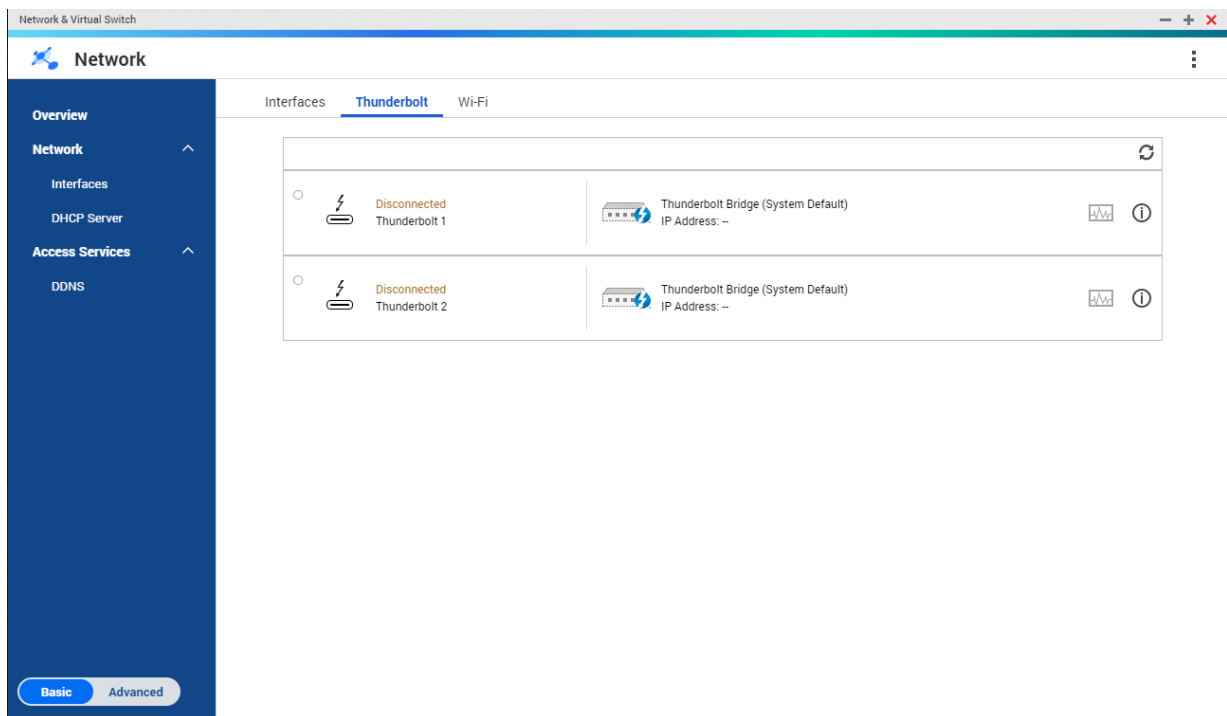 Network & Virtual Switch
Network
Overview
Network
Interfaces
DHCP Server
Access Services
DDNS
Basic
Advanced
Interfaces
Thunderbolt
Wi-Fi
Disconnected
Thunderbolt 1
Thunderbolt Bridge (System Default)
IP Address: --
Disconnected
Thunderbolt 2
Thunderbolt Bridge (System Default)
IP Address: --